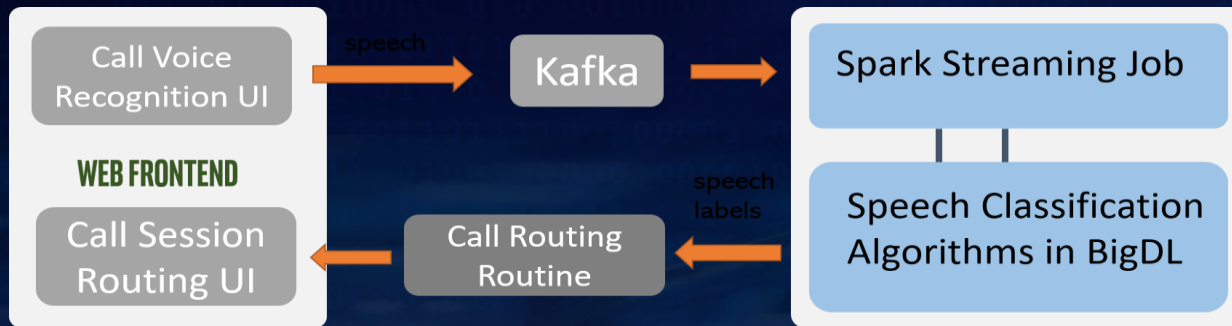 Call Voice
Recognition UI
speech
Kafka
Spark Streaming Job
WEB FRONTEND
speech
labels
Speech Classification
Algorithms in BigDL
Call Session
Routing UI
Call Routing
Routine